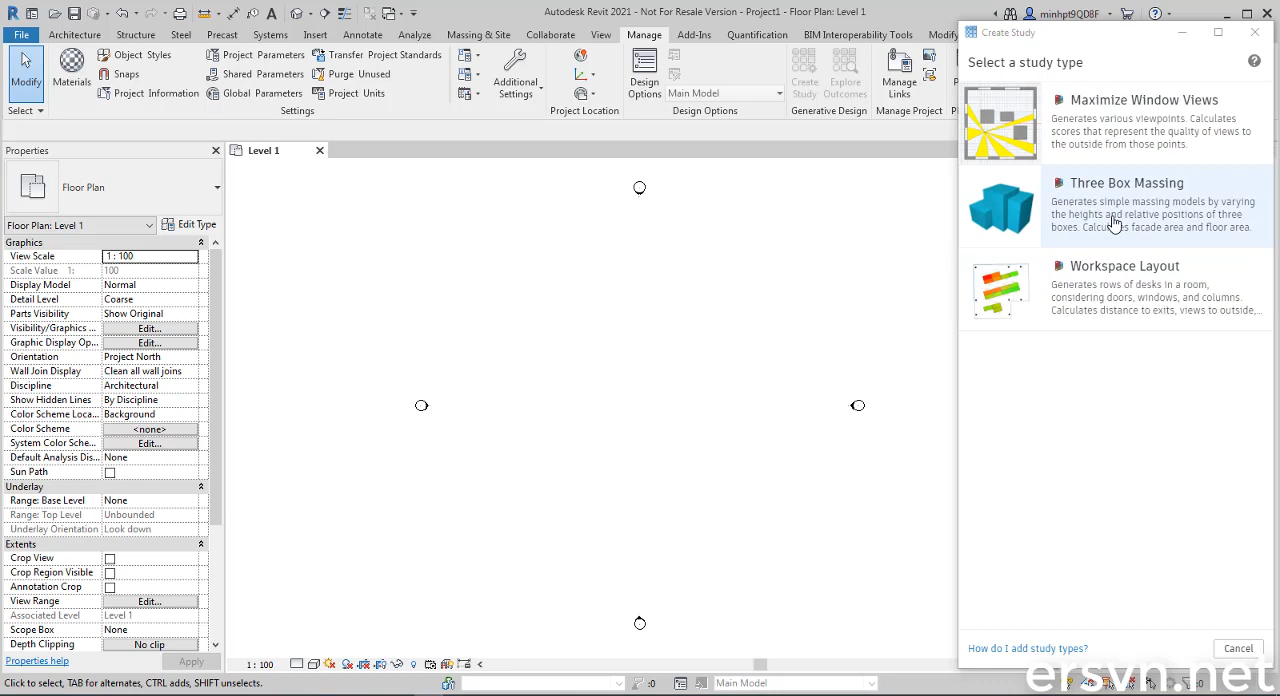 Autodesk Revit 2021 - Not For Resale Version - Project1 - Floor Plan: Level 1
minhpt9QD8F
File Architecture Structure Steel Precast Systems Insert Annotate Analyze Massing & Site Collaborate View Manage Add-Ins Quantification BIM Interoperability Tools Modify
Modify
Materials
Object Styles
Snaps
Project Information
Project Parameters
Shared Parameters
Global Parameters
Transfer Project Standards
Purge Unused
Project Units
Additional
Settings
Design
Options
Main Model
Create
Study
Explore
Outcomes
Manage
Links
Select
Settings
Project Location
Design Options
Generative Design
Manage Project
Properties
Level 1
Floor Plan
Floor Plan: Level 1
Edit Type
Graphics
View Scale 1 : 100
Scale Value 1: 100
Display Model Normal
Detail Level Coarse
Parts Visibility Show Original
Visibility/Graphics ... Edit...
Graphic Display Op... Edit...
Orientation Project North
Wall Join Display Clean all wall joins
Discipline Architectural
Show Hidden Lines By Discipline
Color Scheme Loca... Background
Color Scheme <none>
System Color Sche... Edit...
Default Analysis Dis... None
Sun Path
Underlay
Range: Base Level None
Range: Top Level Unbounded
Underlay Orientation Look down
Extents
Crop View
Crop Region Visible
Annotation Crop
View Range Edit...
Associated Level Level 1
Scope Box None
Depth Clipping No clip
Properties help
Apply
1 : 100
Click to select, TAB for alternates, CTRL adds, SHIFT unselects.
:0
Main Model
:0
Create Study
Select a study type
Maximize Window Views
Generates various viewpoints. Calculates
scores that represent the quality of views to
the outside from those points.
Three Box Massing
Generates simple massing models by varying
the heights and relative positions of three
boxes. Calculates facade area and floor area.
Workspace Layout
Generates rows of desks in a room,
considering doors, windows, and columns.
Calculates distance to exits, views to outside,...
How do I add study types?
Cancel
ersvn.net